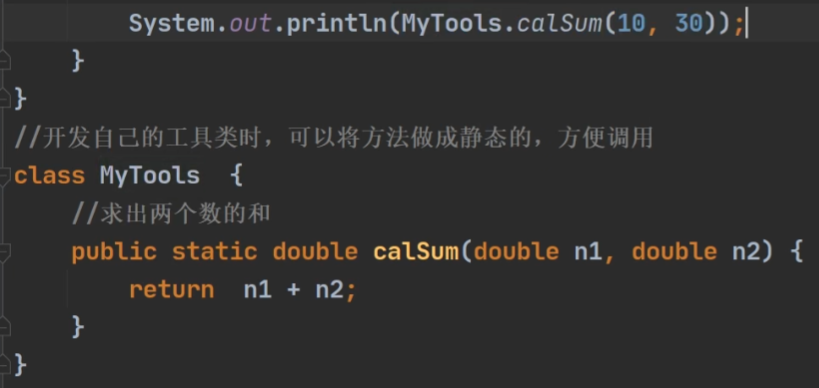 System.out.println(MyTools.calSum(10, 30));
}
}
//开发自己的工具类时，可以将方法做成静态的，方便调用
class MyTools  {
//求出两个数的和
public static double calSum(double n1, double n2) {
return  n1 + n2;
}
}